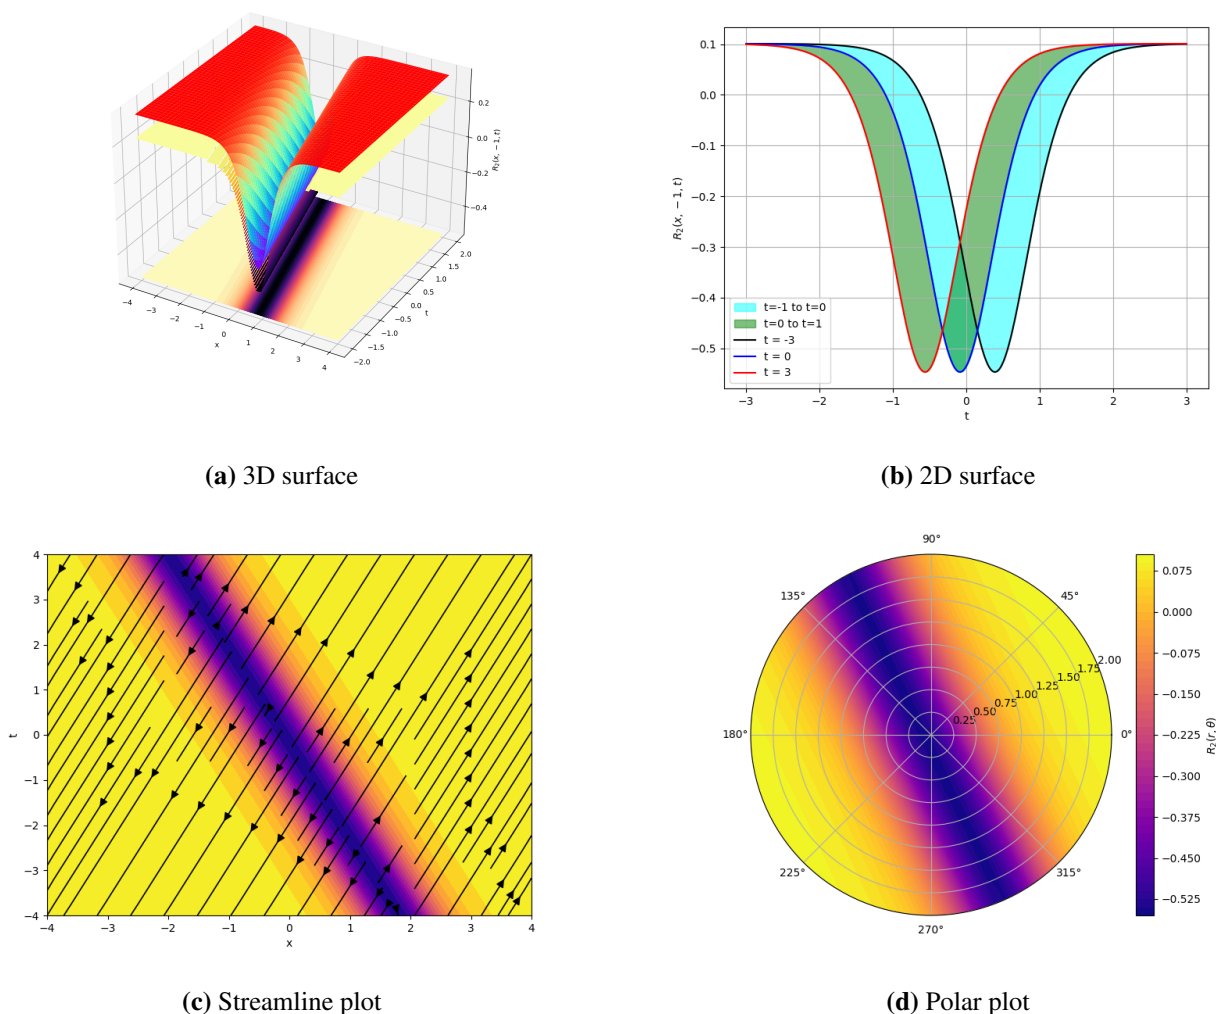 0.2
0.0
−0.2
−0.4
R₂(x, −1, t)
−4
−3
−2
−1
0
1
2
3
4
x
−2.0
−1.5
−1.0
−0.5
0.0
0.5
1.0
1.5
2.0
t
(a) 3D surface
0.1
0.0
−0.1
−0.2
−0.3
−0.4
−0.5
R₂(x, −1, t)
t=-1 to t=0
t=0 to t=1
t = -3
t = 0
t = 3
−3 −2 −1 0 1 2 3
t
(b) 2D surface
4
3
2
1
0
−1
−2
−3
−4
t
−4 −3 −2 −1 0 1 2 3 4
x
(c) Streamline plot
90°
135° 45°
180° 0°
225° 315°
270°
0.25 0.50 0.75 1.00 1.25 1.50 1.75 2.00
0.075
0.000
−0.075
−0.150
−0.225
−0.300
−0.375
−0.450
−0.525
R₂(r, θ)
(d) Polar plot